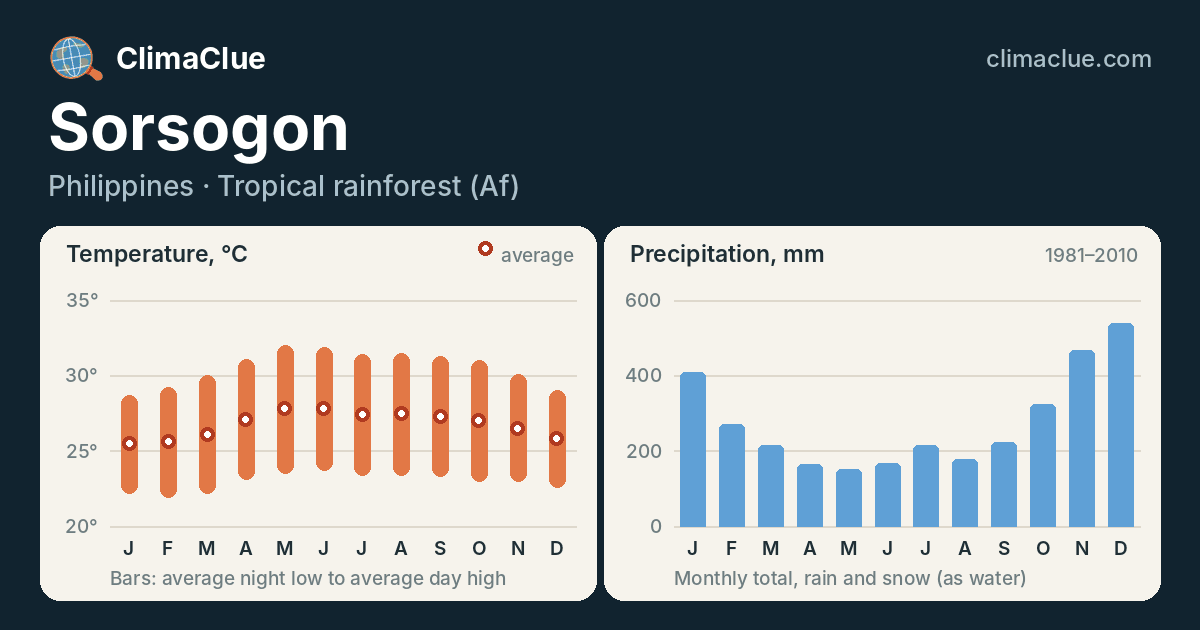 ClimaClue
climaclue.com
Sorsogon
Philippines · Tropical rainforest (Af)
Temperature, °C
average
35°
30°
25°
20°
J F M A M J J A S O N D
Bars: average night low to average day high
Precipitation, mm
1981–2010
600
400
200
0
J F M A M J J A S O N D
Monthly total, rain and snow (as water)